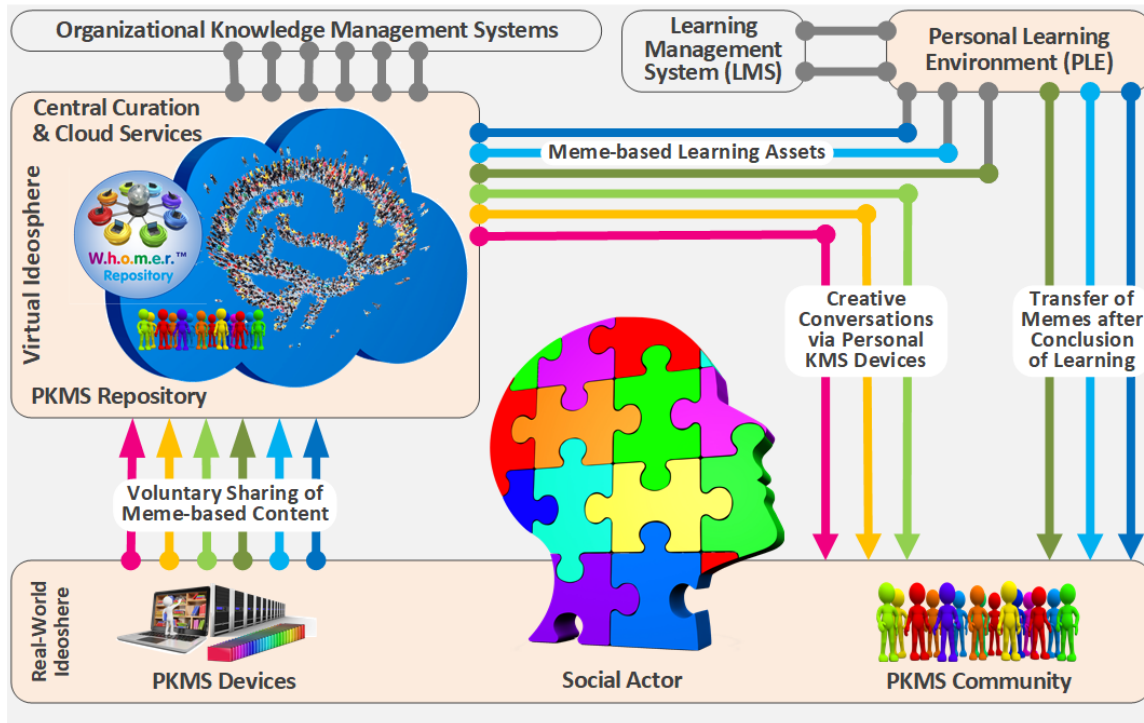 Organizational Knowledge Management Systems
Learning
Management
System (LMS)
Personal Learning
Environment (PLE)
Central Curation
& Cloud Services
Virtual Ideosphere
W.h.o.m.e.r.™
Repository
PKMS Repository
Meme-based Learning Assets
Creative
Conversations
via Personal
KMS Devices
Transfer of
Memes after
Conclusion
of Learning
Voluntary Sharing of
Meme-based Content
Real-World
Ideoshere
PKMS Devices
Social Actor
PKMS Community